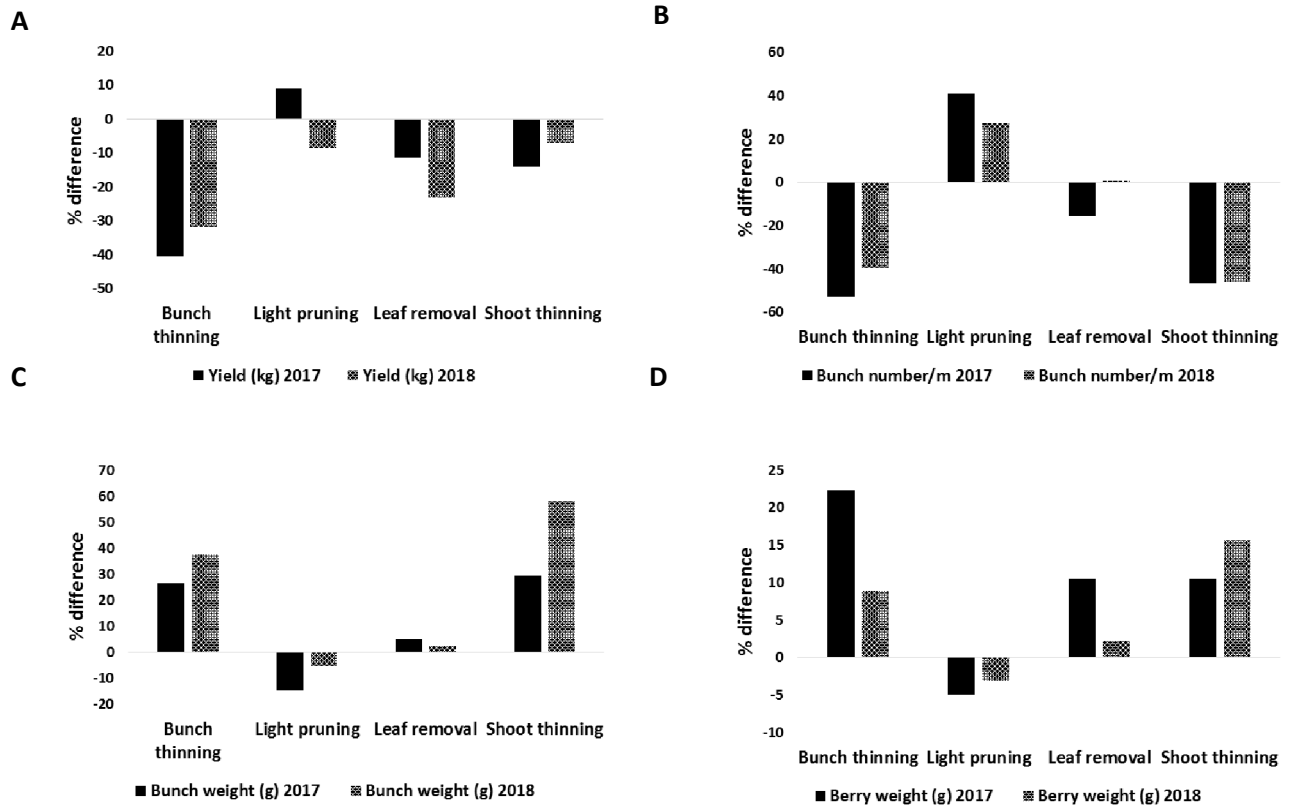 A
20
10
0
-10
-20
-30
-40
-50
% difference
Bunch thinning
Light pruning
Leaf removal
Shoot thinning
Yield (kg) 2017
Yield (kg) 2018
B
60
40
20
0
-20
-40
-60
% difference
Bunch thinning
Light pruning
Leaf removal
Shoot thinning
Bunch number/m 2017
Bunch number/m 2018
C
70
60
50
40
30
20
10
0
-10
-20
% difference
Bunch thinning
Light pruning
Leaf removal
Shoot thinning
Bunch weight (g) 2017
Bunch weight (g) 2018
D
25
20
15
10
5
0
-5
-10
% difference
Bunch thinning
Light pruning
Leaf removal
Shoot thinning
Berry weight (g) 2017
Berry weight (g) 2018